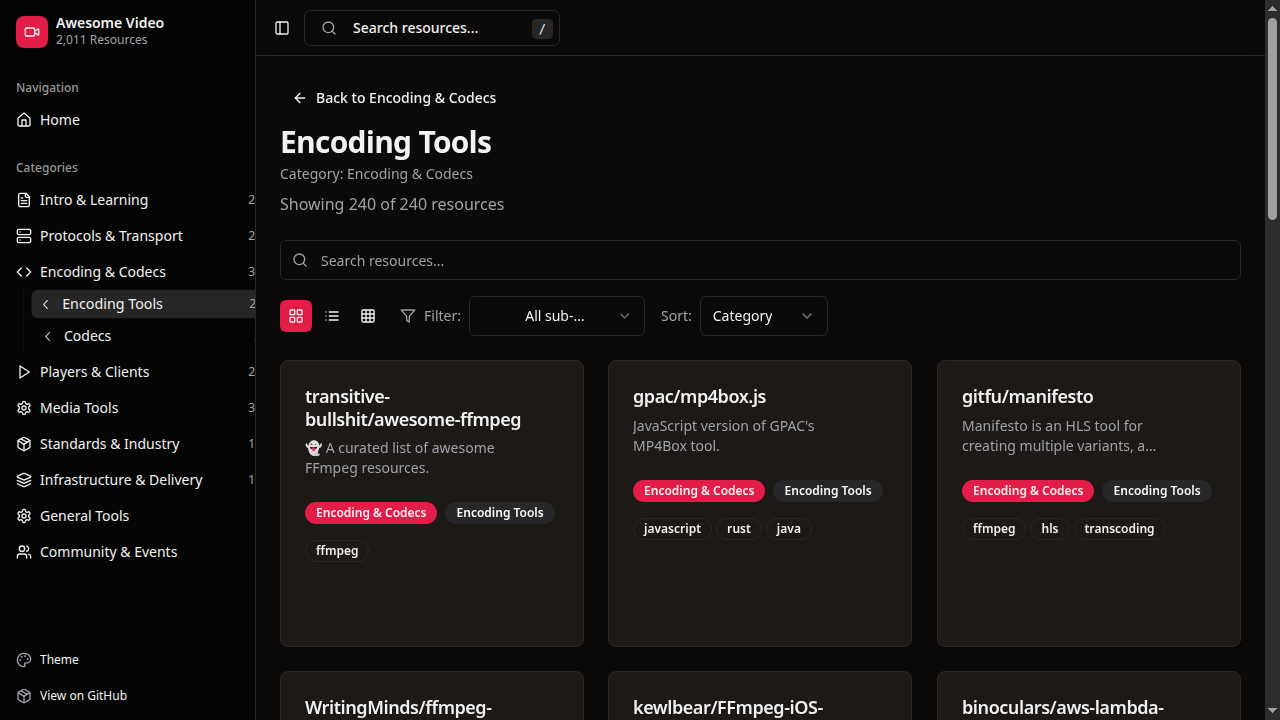 Awesome Video
2,011 Resources
Navigation
Home
Categories
Intro & Learning
2
Protocols & Transport
2
Encoding & Codecs
3
Encoding Tools
2
Codecs
Players & Clients
2
Media Tools
3
Standards & Industry
1
Infrastructure & Delivery
1
General Tools
Community & Events
Theme
View on GitHub
Search resources...
/
Back to Encoding & Codecs
Encoding Tools
Category: Encoding & Codecs
Showing 240 of 240 resources
Search resources...
Filter:
All sub-...
Sort:
Category
transitive-
bullshit/awesome-ffmpeg
👻 A curated list of awesome
FFmpeg resources.
Encoding & Codecs
Encoding Tools
ffmpeg
gpac/mp4box.js
JavaScript version of GPAC's
MP4Box tool.
Encoding & Codecs
Encoding Tools
javascript
rust
java
gitfu/manifesto
Manifesto is an HLS tool for
creating multiple variants, a...
Encoding & Codecs
Encoding Tools
ffmpeg
hls
transcoding
WritingMinds/ffmpeg-
kewlbear/FFmpeg-iOS-
binoculars/aws-lambda-